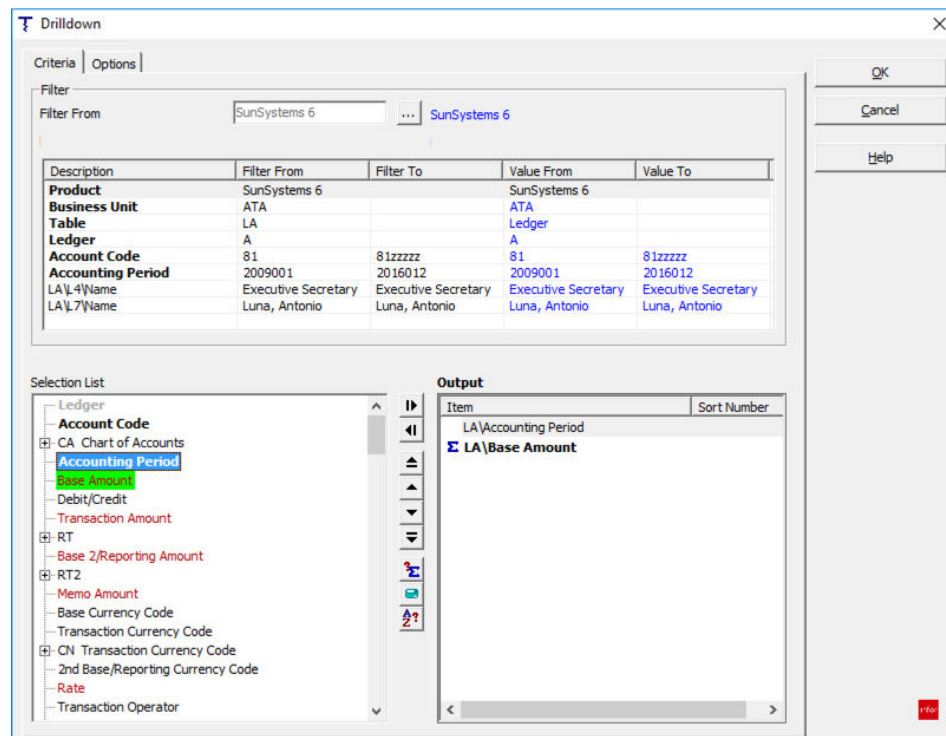 Drilldown
Criteria Options
Filter
Filter From SunSystems 6 ... SunSystems 6
OK
Cancel
Help
Description Filter From Filter To Value From Value To
Product SunSystems 6 SunSystems 6
Business Unit ATA ATA
Table LA Ledger
Ledger A A
Account Code 81 81zzzzz 81 81zzzzz
Accounting Period 2009001 2016012 2009001 2016012
LA\L4\Name Executive Secretary Executive Secretary Executive Secretary Executive Secretary
LA\L7\Name Luna, Antonio Luna, Antonio Luna, Antonio Luna, Antonio
Selection List
Ledger
Account Code
CA Chart of Accounts
Accounting Period
Base Amount
Debit/Credit
Transaction Amount
RT
Base 2/Reporting Amount
RT2
Memo Amount
Base Currency Code
Transaction Currency Code
CN Transaction Currency Code
2nd Base/Reporting Currency Code
Rate
Transaction Operator
?Σ
AZ?
Output
Item Sort Number
LA\Accounting Period
Σ LA\Base Amount
infor